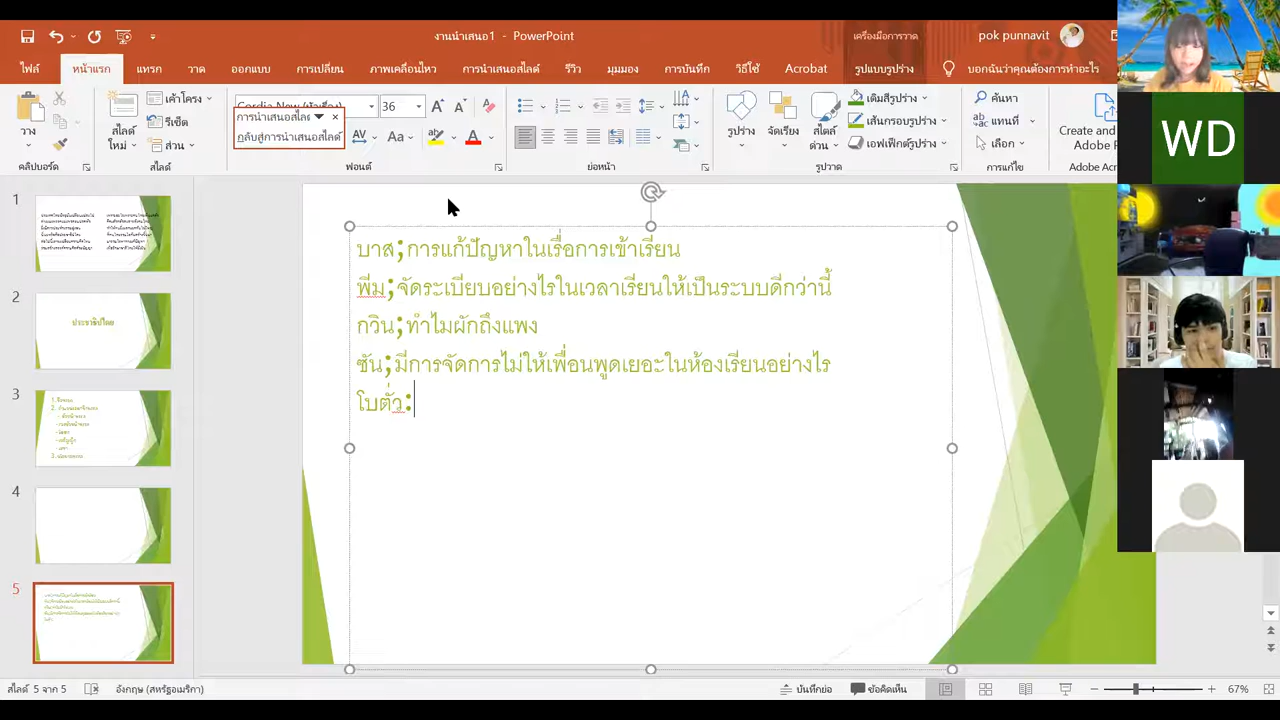 งานนำเสนอ1 - PowerPoint
เครื่องมือการวาด
pok punnavit
ไฟล์ หน้าแรก แทรก วาด ออกแบบ การเปลี่ยน ภาพเคลื่อนไหว การนำเสนอสไลด์ รีวิว มุมมอง การบันทึก วิธีใช้ Acrobat รูปแบบรูปร่าง บอกฉันว่าคุณต้องการทำอะไร
วาง
คลิปบอร์ด
สไลด์ใหม่
เค้าโครง
รีเซ็ต
ส่วน
สไลด์
36
กลับสู่การนำเสนอสไลด์
ฟอนต์
ย่อหน้า
รูปร่าง
จัดเรียง
สไตล์ด่วน
เติมสีรูปร่าง
เส้นกรอบรูปร่าง
เอฟเฟ็กต์รูปร่าง
รูปวาด
ค้นหา
แทนที่
เลือก
การแก้ไข
Create and
WD
1
2
ประชาธิปไตย
3
4
5
บาส;การแก้ปัญหาในเรื่อการเข้าเรียน
พีม;จัดระเบียบอย่างไรในเวลาเรียนให้เป็นระบบดีกว่านี้
กวิน;ทำไมผักถึงแพง
ซัน;มีการจัดการไม่ให้เพื่อนพูดเยอะในห้องเรียนอย่างไร
โบตั๋ว:
สไลด์ 5 จาก 5
อังกฤษ (สหรัฐอเมริกา)
บันทึกย่อ
ข้อคิดเห็น
67%